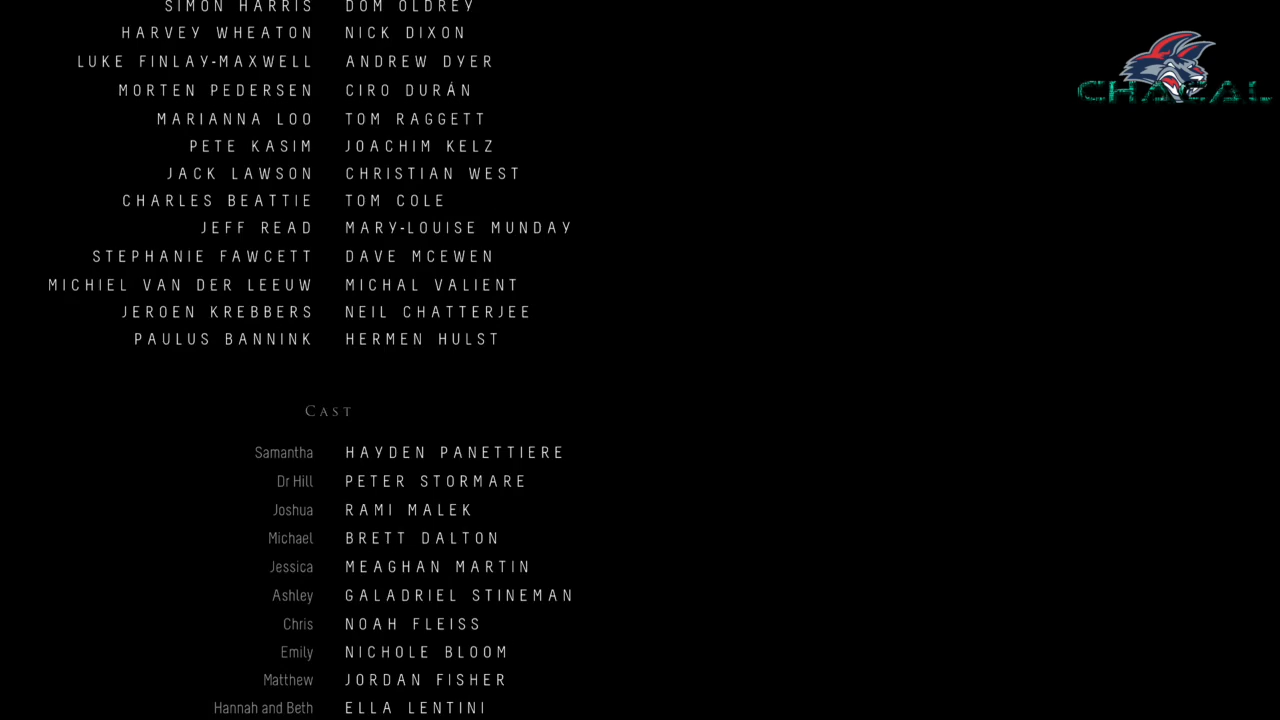 SIMON HARRIS DOM OLDREY
HARVEY WHEATON NICK DIXON
LUKE FINLAY-MAXWELL ANDREW DYER
MORTEN PEDERSEN CIRO DURÁN
MARIANNA LOO TOM RAGGETT
PETE KASIM JOACHIM KELZ
JACK LAWSON CHRISTIAN WEST
CHARLES BEATTIE TOM COLE
JEFF READ MARY-LOUISE MUNDAY
STEPHANIE FAWCETT DAVE MCEWEN
MICHIEL VAN DER LEEUW MICHAL VALIENT
JEROEN KREBBERS NEIL CHATTERJEE
PAULUS BANNINK HERMEN HULST
CAST
Samantha HAYDEN PANETTIERE
Dr Hill PETER STORMARE
Joshua RAMI MALEK
Michael BRETT DALTON
Jessica MEAGHAN MARTIN
Ashley GALADRIEL STINEMAN
Chris NOAH FLEISS
Emily NICHOLE BLOOM
Matthew JORDAN FISHER
Hannah and Beth ELLA LENTINI
CHACAL